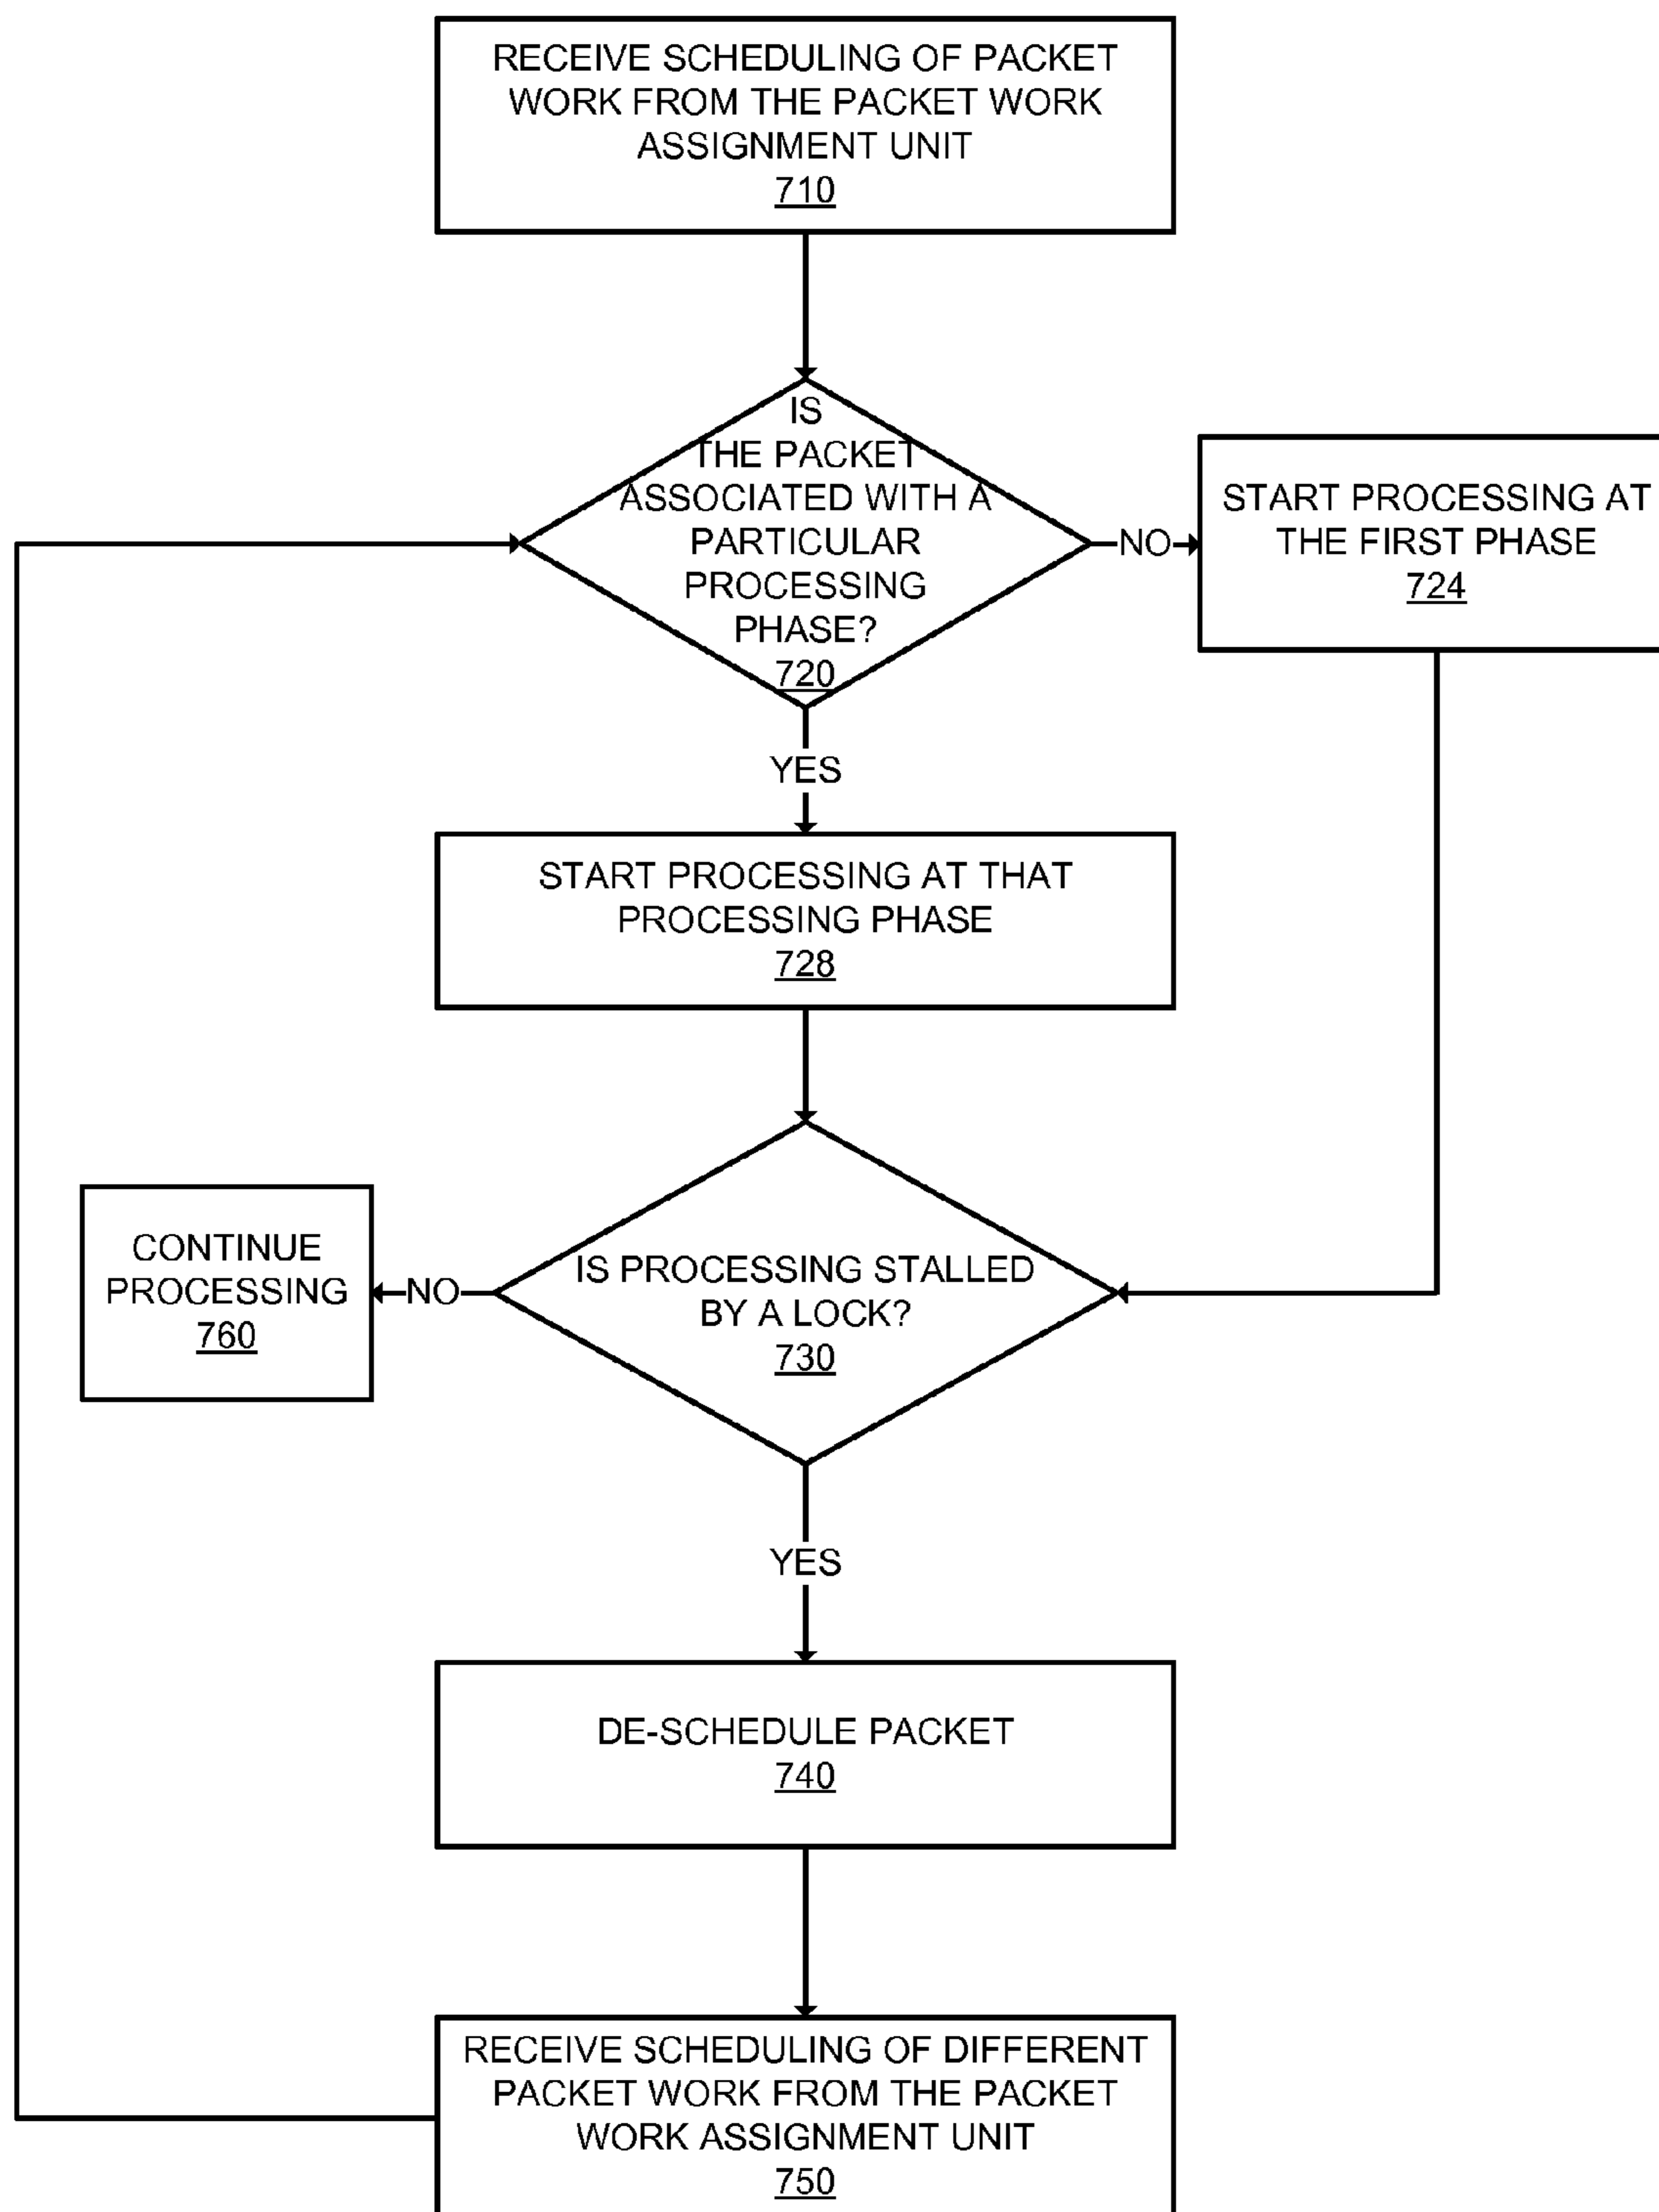 RECEIVE SCHEDULING OF PACKET
WORK FROM THE PACKET WORK
ASSIGNMENT UNIT
710
IS
THE PACKET
ASSOCIATED WITH A
PARTICULAR
PROCESSING
PHASE?
720
NO
START PROCESSING AT
THE FIRST PHASE
724
YES
START PROCESSING AT THAT
PROCESSING PHASE
728
IS PROCESSING STALLED
BY A LOCK?
730
NO
CONTINUE
PROCESSING
760
YES
DE-SCHEDULE PACKET
740
RECEIVE SCHEDULING OF DIFFERENT
PACKET WORK FROM THE PACKET
WORK ASSIGNMENT UNIT
750